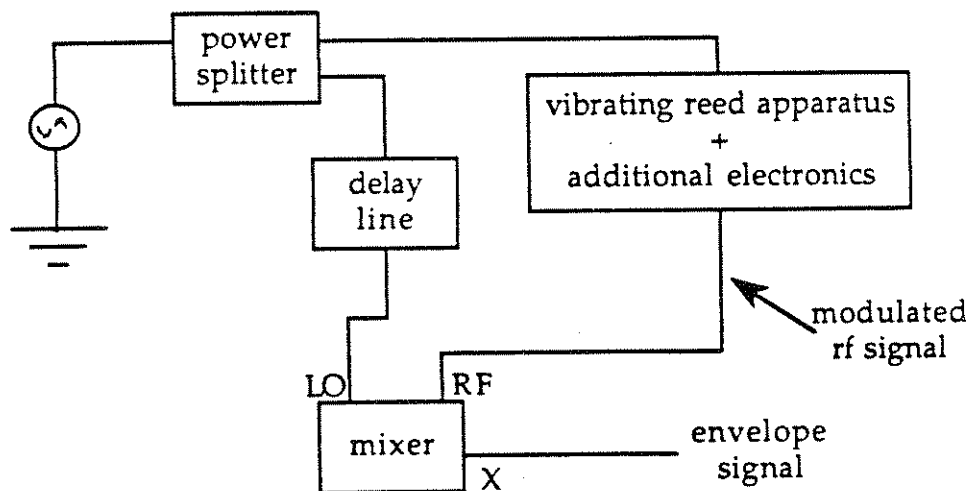 power
splitter
vibrating reed apparatus
+
additional electronics
delay
line
modulated
rf signal
LO
RF
mixer
envelope
signal
X